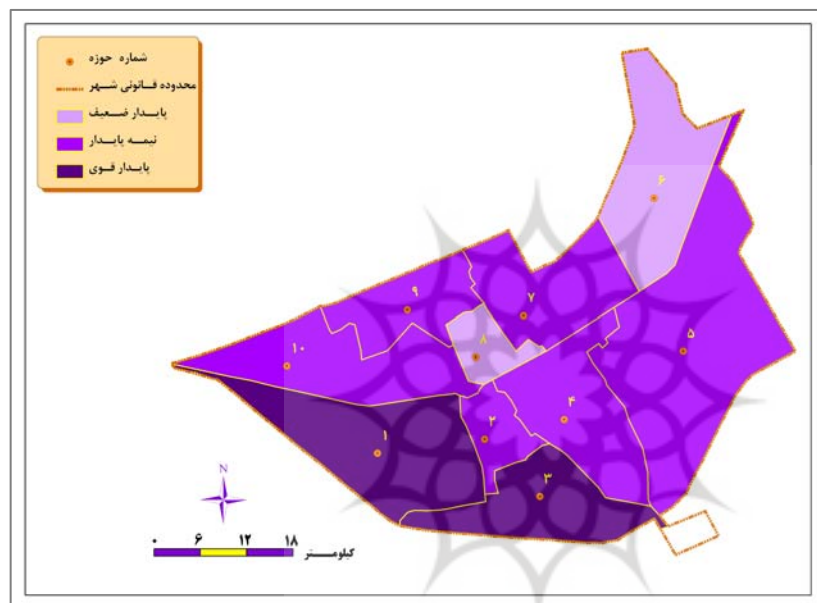 شماره حوزه
محدوده قانونی شهر
پایدار ضعیف
نیمه پایدار
پایدار قوی
۶
۹
۷
۸
۵
۱۰
۴
۲
۱
۳
N
۰ ۶ ۱۲ ۱۸
کیلومتر